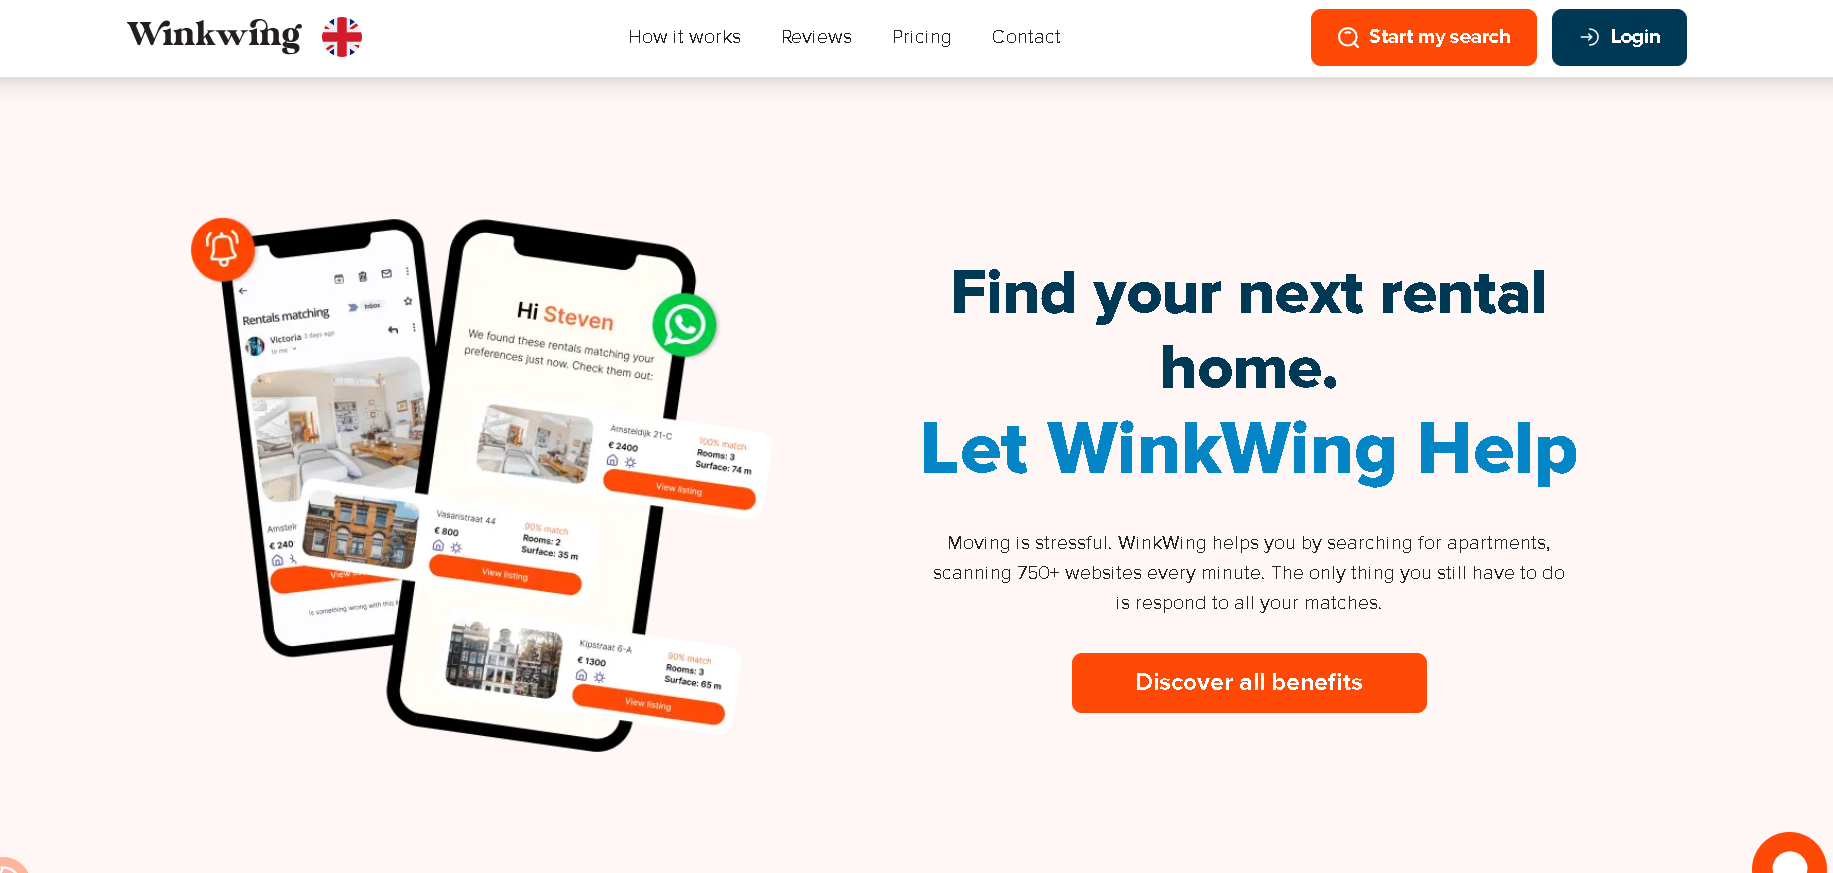 Winkwing
How it works
Reviews
Pricing
Contact
Start my search
Login
Rentals matching
Inbox
Victoria 3 days ago
to me
Amstel
€ 240
View
is something wrong with this
Hi Steven
We found these rentals matching your
preferences just now. Check them out:
Amsteldijk 21-C
100% match
€ 2400
Rooms: 3
Surface: 74 m
View listing
Vasaristraat 44
90% match
€ 800
Rooms: 2
Surface: 35 m
View listing
Kipstraat 6-A
90% match
€ 1300
Rooms: 3
Surface: 65 m
View listing
Find your next rental
home.
Let WinkWing Help
Moving is stressful. WinkWing helps you by searching for apartments,
scanning 750+ websites every minute. The only thing you still have to do
is respond to all your matches.
Discover all benefits